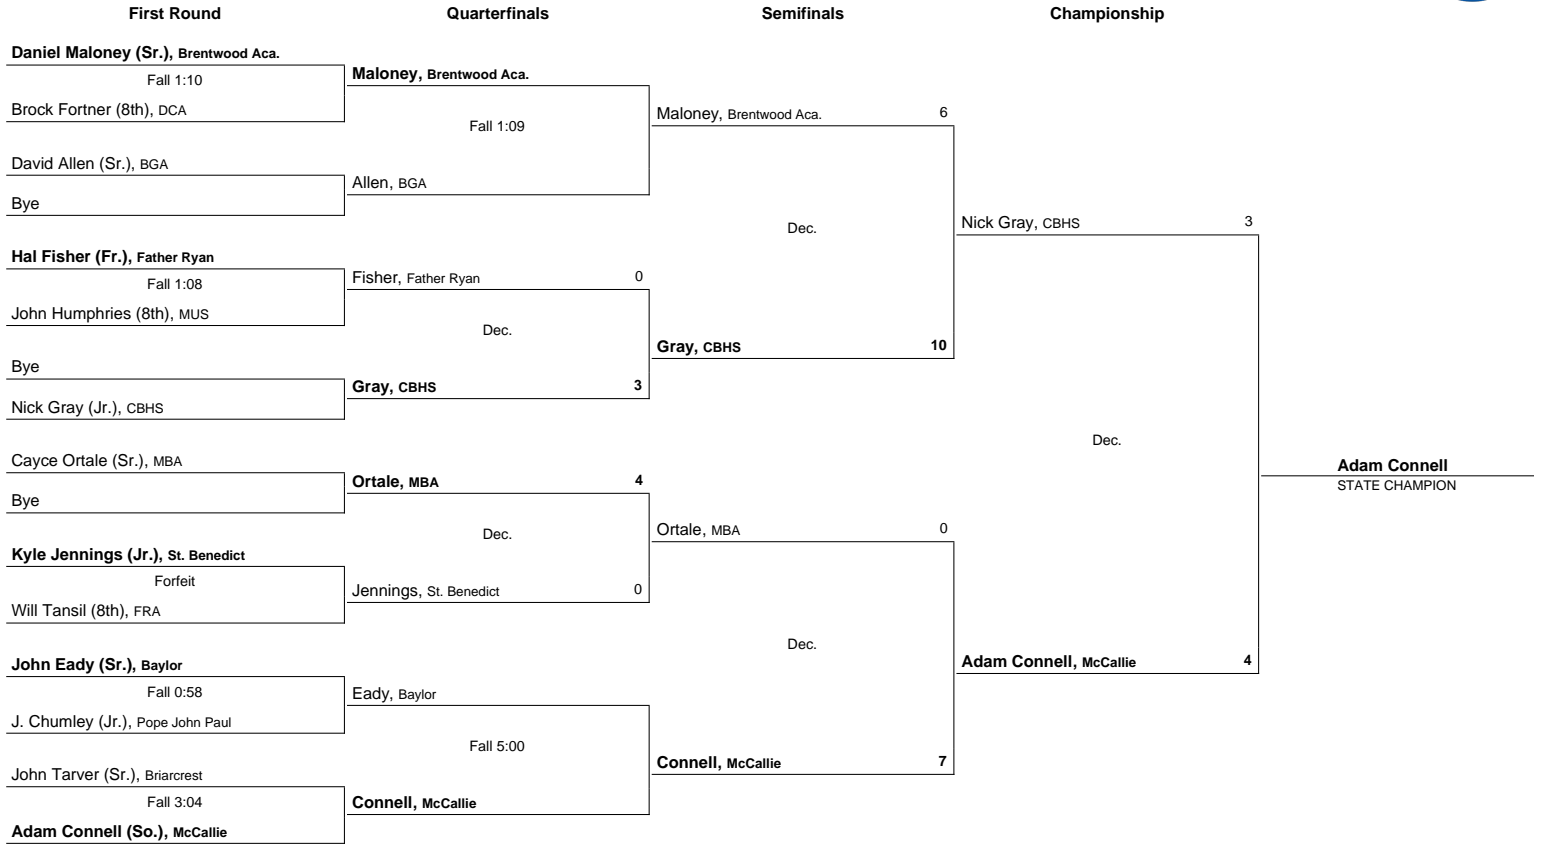 First Round
Quarterfinals
Semifinals
Championship
Daniel Maloney (Sr.), Brentwood Aca.
Fall 1:10
Brock Fortner (8th), DCA
David Allen (Sr.), BGA
Bye
Hal Fisher (Fr.), Father Ryan
Fall 1:08
John Humphries (8th), MUS
Bye
Nick Gray (Jr.), CBHS
Cayce Ortale (Sr.), MBA
Bye
Kyle Jennings (Jr.), St. Benedict
Forfeit
Will Tansil (8th), FRA
John Eady (Sr.), Baylor
Fall 0:58
J. Chumley (Jr.), Pope John Paul
John Tarver (Sr.), Briarcrest
Fall 3:04
Adam Connell (So.), McCallie
Maloney, Brentwood Aca.
Fall 1:09
Allen, BGA
Fisher, Father Ryan 0
Dec.
Gray, CBHS 3
Ortale, MBA 4
Dec.
Jennings, St. Benedict 0
Eady, Baylor
Fall 5:00
Connell, McCallie
Maloney, Brentwood Aca. 6
Dec.
Gray, CBHS 10
Ortale, MBA 0
Dec.
Connell, McCallie 7
Nick Gray, CBHS 3
Dec.
Adam Connell, McCallie 4
Adam Connell
STATE CHAMPION